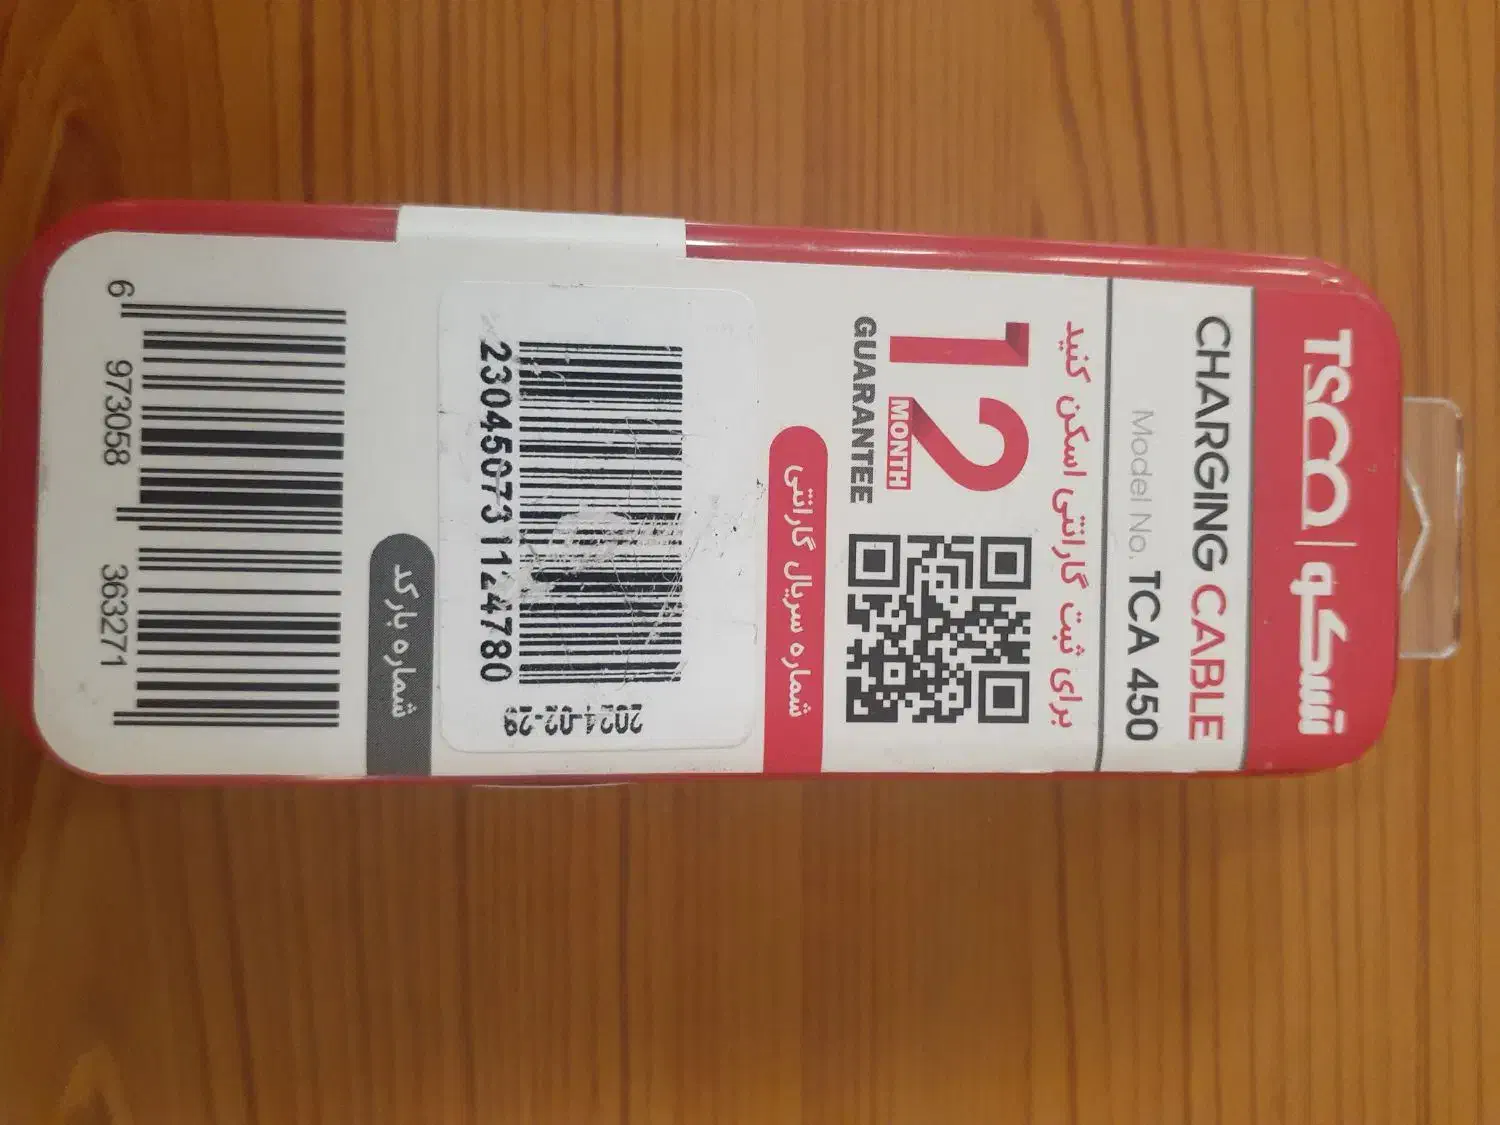 TSCO | تسکو
CHARGING CABLE
Model No. TCA 450
برای ثبت گارانتی اسکن کنید
12
MONTH
GUARANTEE
شماره سریال گارانتی
2024-02-29
230450731124780
شماره بارکد
6 973058 363271